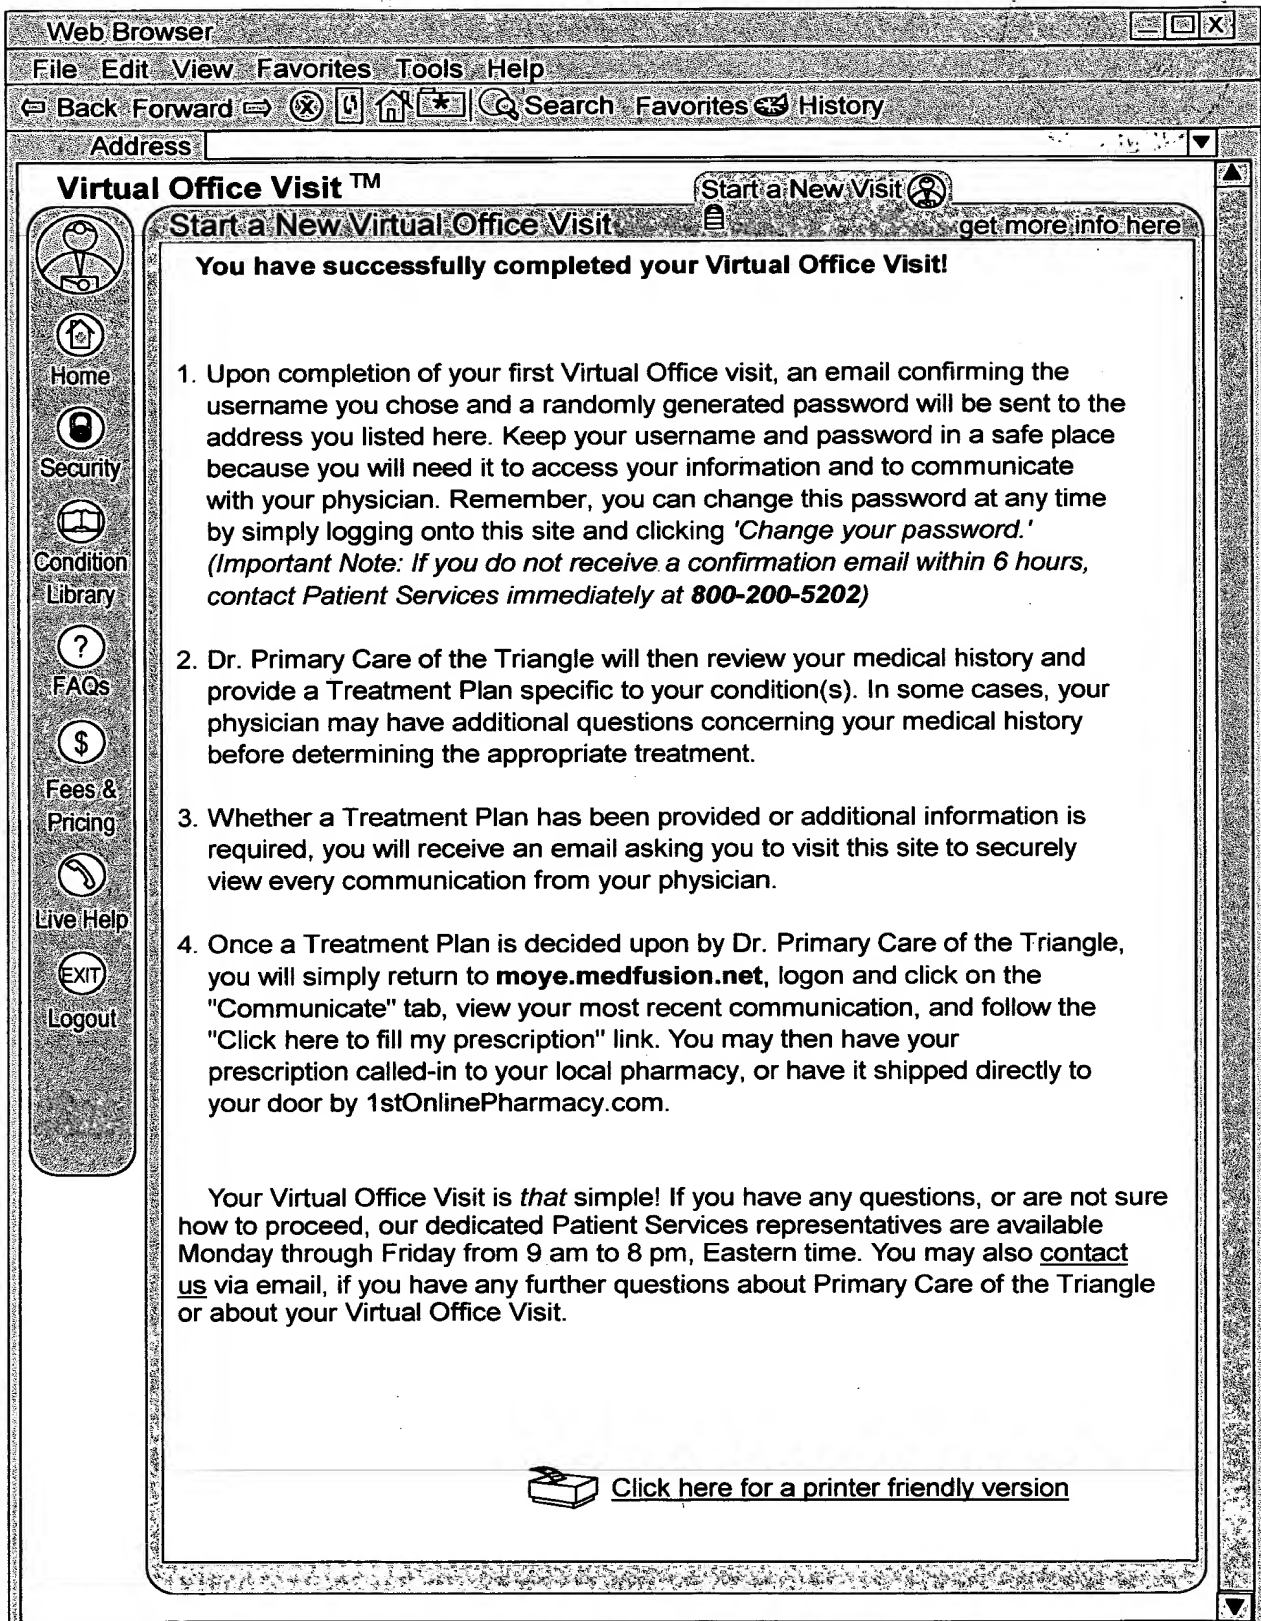 Web Browser
X
File Edit View Favorites Tools Help
Back Forward Search Favorites History
Address
Virtual Office Visit ™
Start a New Visit
Start a New Virtual Office Visit
get more info here
You have successfully completed your Virtual Office Visit!
Home
Security
Condition
Library
?
FAQs
$
Fees &
Pricing
Live Help
EXIT
Logout
1. Upon completion of your first Virtual Office visit, an email confirming the
username you chose and a randomly generated password will be sent to the
address you listed here. Keep your username and password in a safe place
because you will need it to access your information and to communicate
with your physician. Remember, you can change this password at any time
by simply logging onto this site and clicking 'Change your password.'
(Important Note: If you do not receive a confirmation email within 6 hours,
contact Patient Services immediately at 800-200-5202)
2. Dr. Primary Care of the Triangle will then review your medical history and
provide a Treatment Plan specific to your condition(s). In some cases, your
physician may have additional questions concerning your medical history
before determining the appropriate treatment.
3. Whether a Treatment Plan has been provided or additional information is
required, you will receive an email asking you to visit this site to securely
view every communication from your physician.
4. Once a Treatment Plan is decided upon by Dr. Primary Care of the Triangle,
you will simply return to moye.medfusion.net, logon and click on the
"Communicate" tab, view your most recent communication, and follow the
"Click here to fill my prescription" link. You may then have your
prescription called-in to your local pharmacy, or have it shipped directly to
your door by 1stOnlinePharmacy.com.
Your Virtual Office Visit is that simple! If you have any questions, or are not sure
how to proceed, our dedicated Patient Services representatives are available
Monday through Friday from 9 am to 8 pm, Eastern time. You may also contact
us via email, if you have any further questions about Primary Care of the Triangle
or about your Virtual Office Visit.
Click here for a printer friendly version